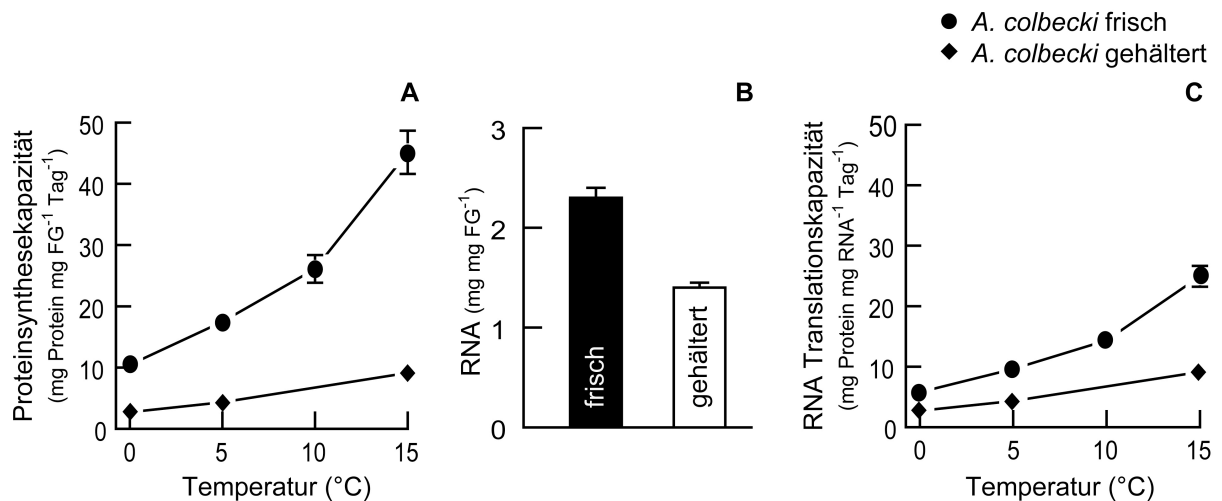 ● A. colbecki frisch
◆ A. colbecki gehältert
A
Proteinsynthesekapazität
(mg Protein mg FG⁻¹ Tag⁻¹)
50
40
30
20
10
0
0 5 10 15
Temperatur (°C)
B
RNA (mg mg FG⁻¹)
3
2
1
0
frisch
gehältert
C
RNA Translationskapazität
(mg Protein mg RNA⁻¹ Tag⁻¹)
50
40
30
20
10
0
0 5 10 15
Temperatur (°C)